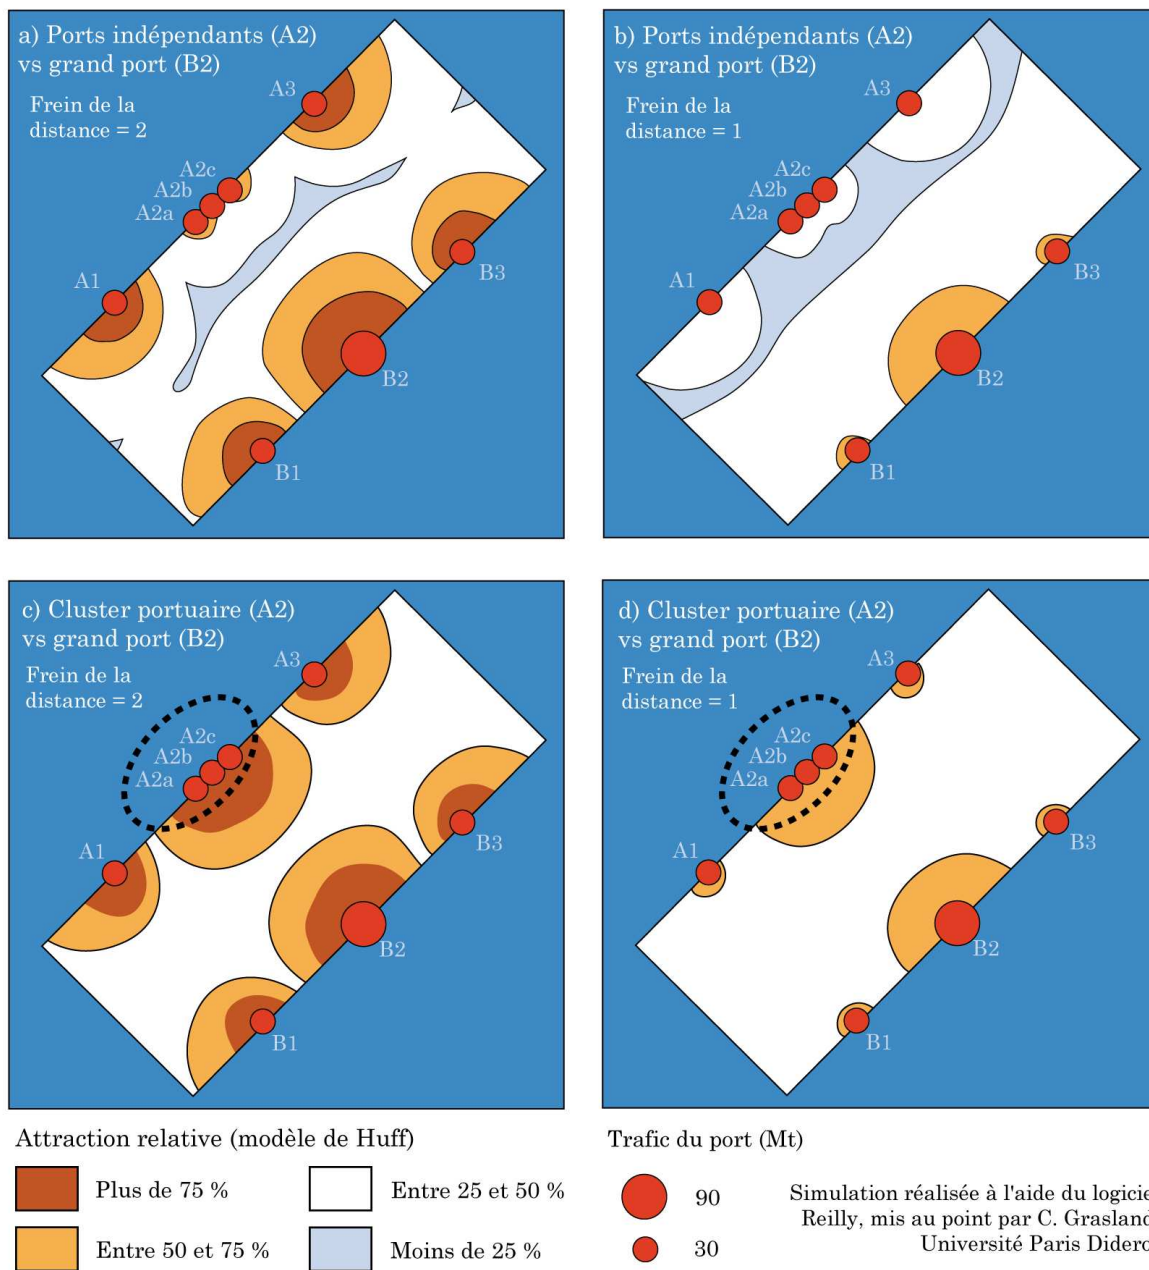 a) Ports indépendants (A2)
vs grand port (B2)
Frein de la
distance = 2
A3
A2c
A2b
A2a
A1
B3
B2
B1
b) Ports indépendants (A2)
vs grand port (B2)
Frein de la
distance = 1
A3
A2c
A2b
A2a
A1
B3
B2
B1
c) Cluster portuaire (A2)
vs grand port (B2)
Frein de la
distance = 2
A3
A2c
A2b
A2a
A1
B3
B2
B1
d) Cluster portuaire (A2)
vs grand port (B2)
Frein de la
distance = 1
A3
A2c
A2b
A2a
A1
B3
B2
B1
Attraction relative (modèle de Huff)
Plus de 75 %
Entre 25 et 50 %
Entre 50 et 75 %
Moins de 25 %
Trafic du port (Mt)
90
30
Simulation réalisée à l'aide du logicie
Reilly, mis au point par C. Grasland
Université Paris Didero